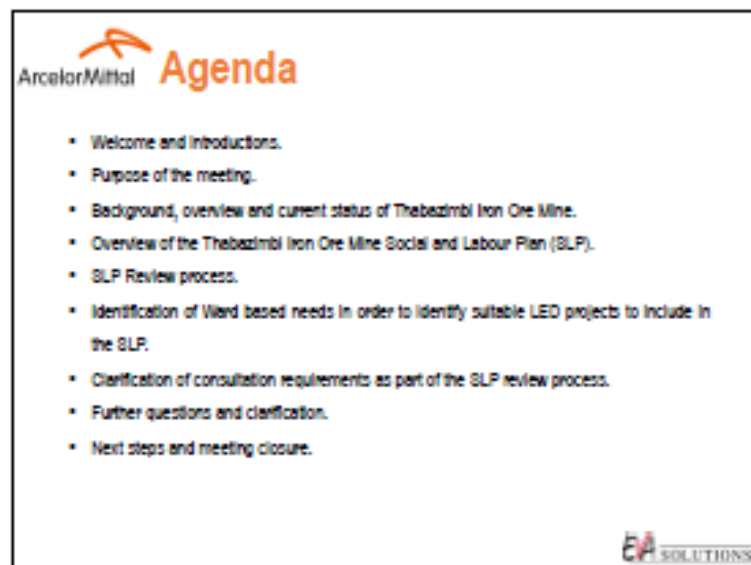 ArcelorMittal
Agenda
▪ Welcome and Introductions.
▪ Purpose of the meeting.
▪ Background, overview and current status of Thabazimbi Iron Ore Mine.
▪ Overview of the Thabazimbi Iron Ore Mine Social and Labour Plan (SLP).
▪ SLP Review process.
▪ Identification of Ward based needs in order to identify suitable LED projects to include in
the SLP.
▪ Clarification of consultation requirements as part of the SLP review process.
▪ Further questions and clarification.
▪ Next steps and meeting closure.
SOLUTIONS